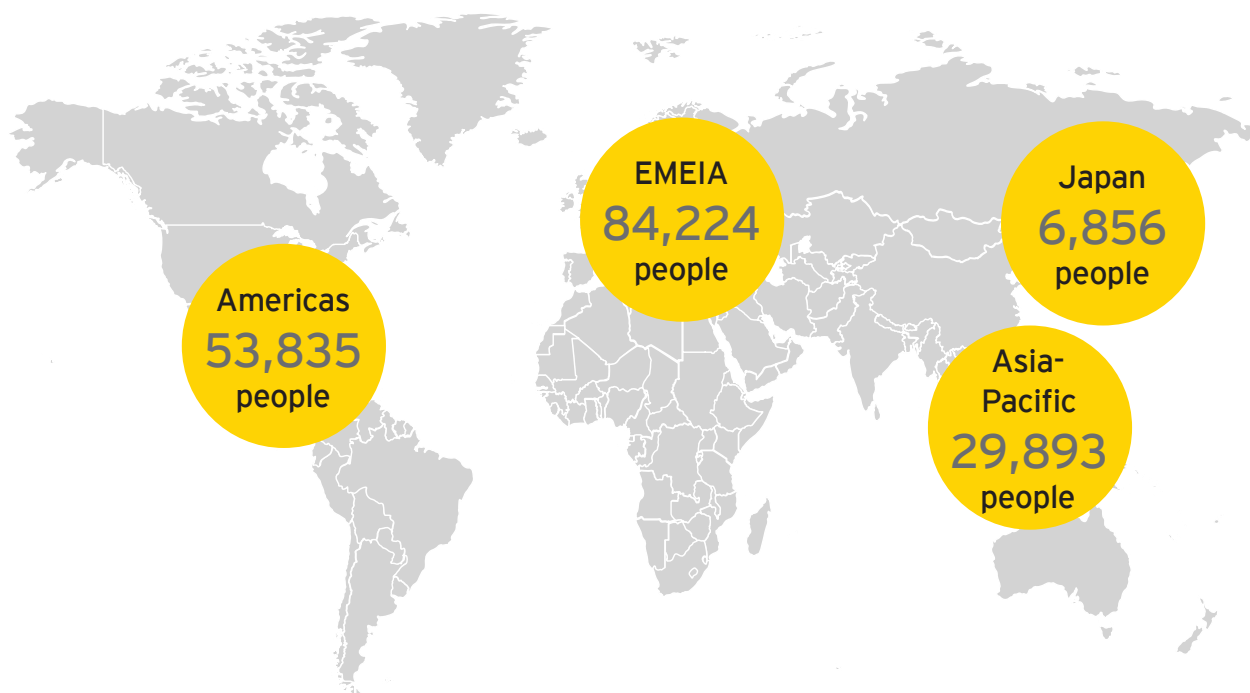 EMEIA
84,224
people
Japan
6,856
people
Americas
53,835
people
Asia-
Pacific
29,893
people